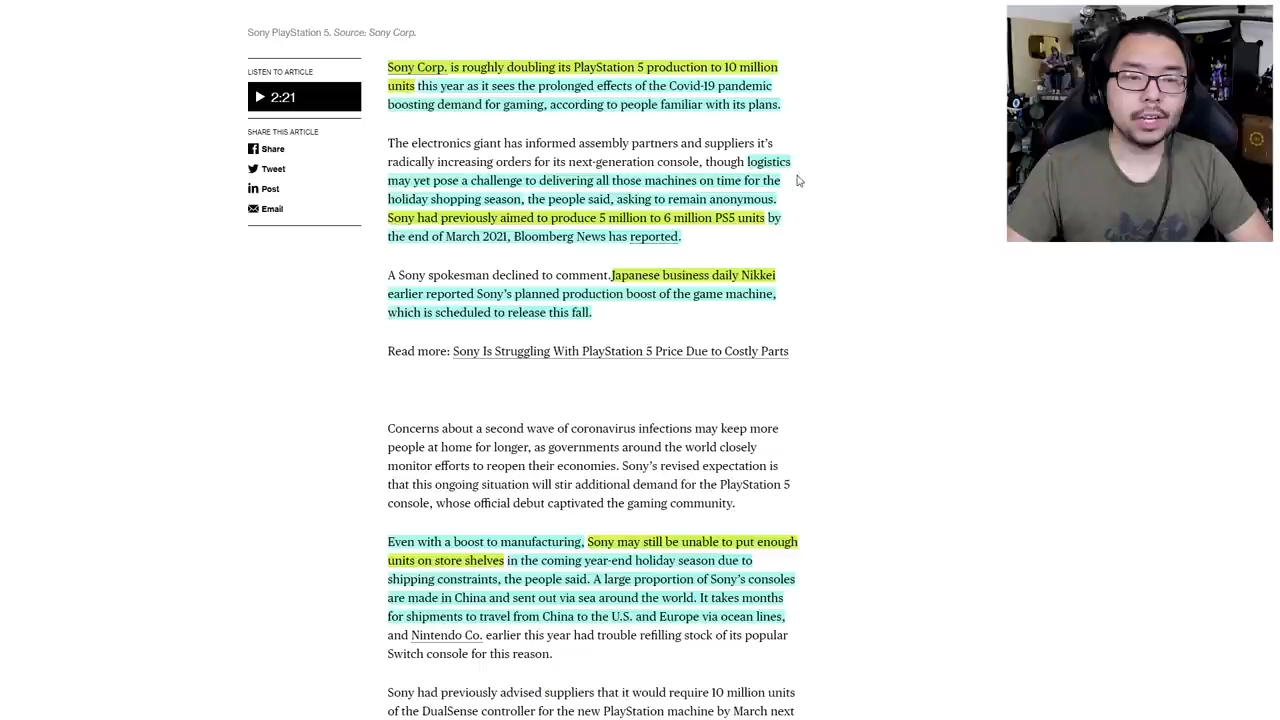 Sony PlayStation 5. Source: Sony Corp.
LISTEN TO ARTICLE
2:21
SHARE THIS ARTICLE
Share
Tweet
Post
Email
Sony Corp. is roughly doubling its PlayStation 5 production to 10 million
units this year as it sees the prolonged effects of the Covid-19 pandemic
boosting demand for gaming, according to people familiar with its plans.
The electronics giant has informed assembly partners and suppliers it’s
radically increasing orders for its next-generation console, though logistics
may yet pose a challenge to delivering all those machines on time for the
holiday shopping season, the people said, asking to remain anonymous.
Sony had previously aimed to produce 5 million to 6 million PS5 units by
the end of March 2021, Bloomberg News has reported.
A Sony spokesman declined to comment.Japanese business daily Nikkei
earlier reported Sony’s planned production boost of the game machine,
which is scheduled to release this fall.
Read more: Sony Is Struggling With PlayStation 5 Price Due to Costly Parts
Concerns about a second wave of coronavirus infections may keep more
people at home for longer, as governments around the world closely
monitor efforts to reopen their economies. Sony’s revised expectation is
that this ongoing situation will stir additional demand for the PlayStation 5
console, whose official debut captivated the gaming community.
Even with a boost to manufacturing, Sony may still be unable to put enough
units on store shelves in the coming year-end holiday season due to
shipping constraints, the people said. A large proportion of Sony’s consoles
are made in China and sent out via sea around the world. It takes months
for shipments to travel from China to the U.S. and Europe via ocean lines,
and Nintendo Co. earlier this year had trouble refilling stock of its popular
Switch console for this reason.
Sony had previously advised suppliers that it would require 10 million units
of the DualSense controller for the new PlayStation machine by March next